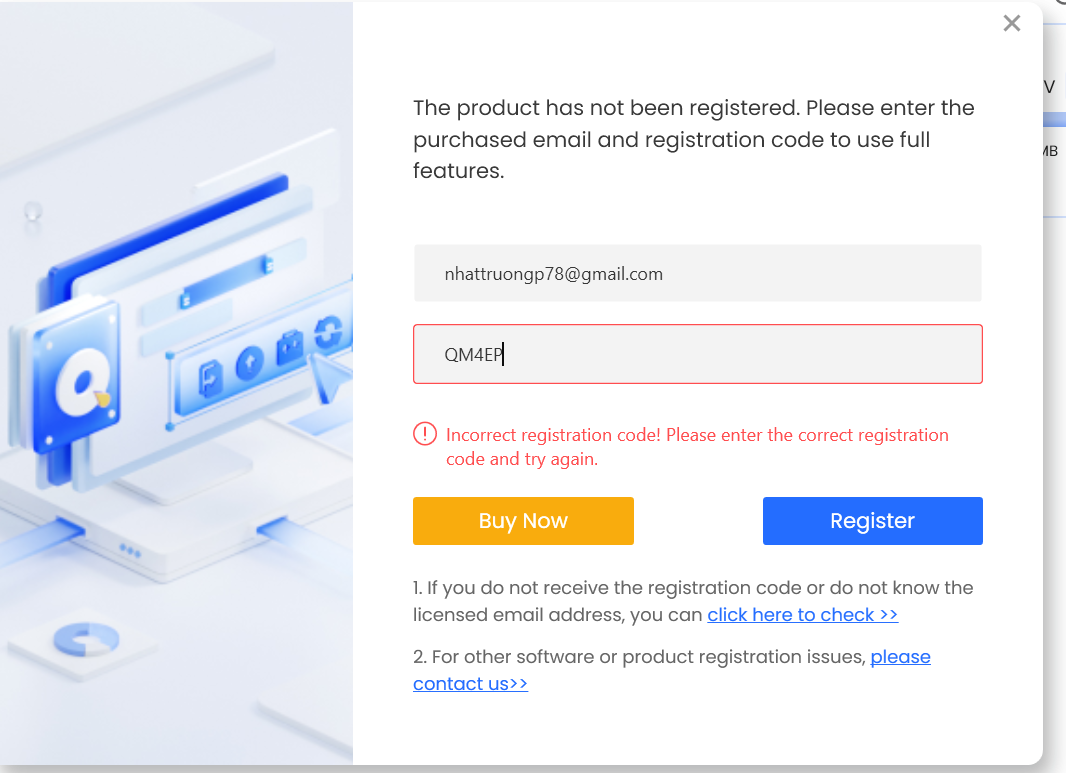 The product has not been registered. Please enter the
V
purchased email and registration code to use full
MB
features.
nhattruongp78@gmail.com
QM4EP
Incorrect registration code! Please enter the correct registration
code and try again.
Buy Now
Register
1. If you do not receive the registration code or do not know the
licensed email address, you can click here to check >>
2. For other software or product registration issues, please
contact us>>